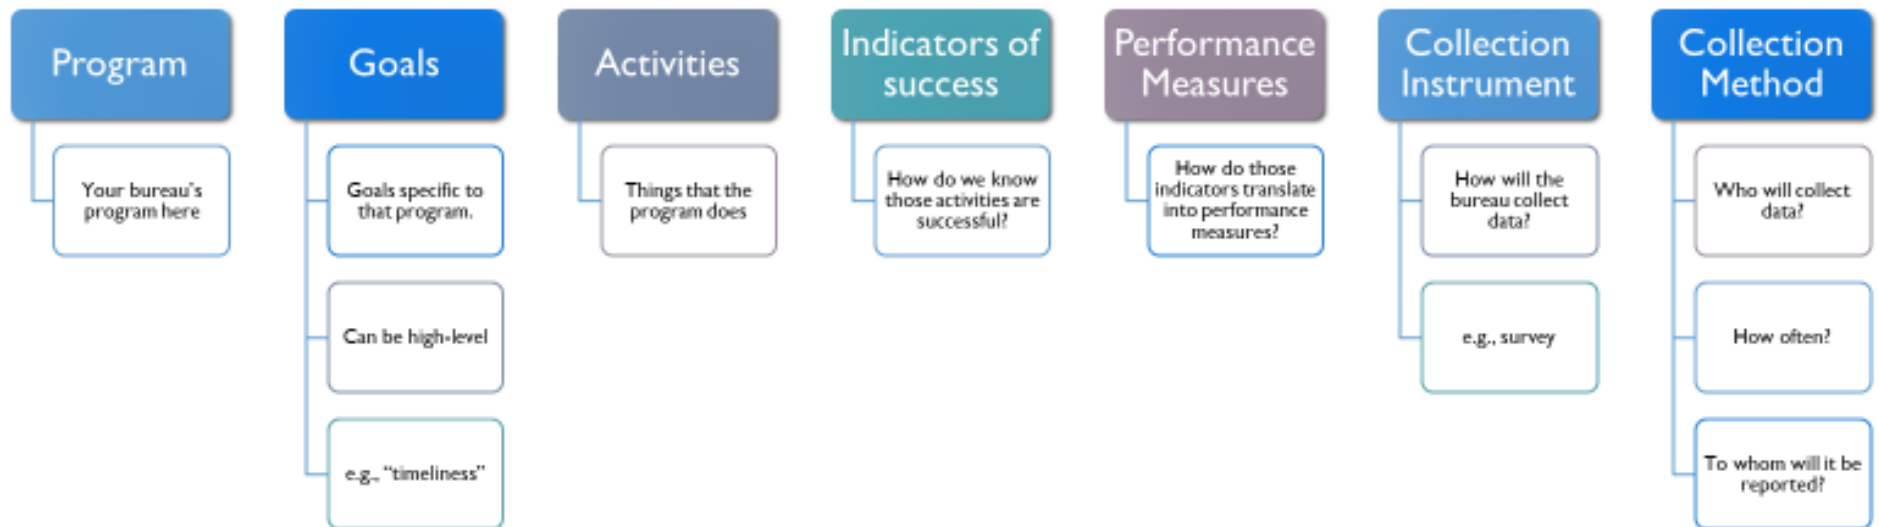 Program
Your bureau's
program here
Goals
Goals specific to
that program.
Can be high-level
e.g., "timeliness"
Activities
Things that the
program does
Indicators of
success
How do we know
those activities are
successful?
Performance
Measures
How do those
indicators translate
into performance
measures?
Collection
Instrument
How will the
bureau collect
data?
e.g., survey
Collection
Method
Who will collect
data?
How often?
To whom will it be
reported?